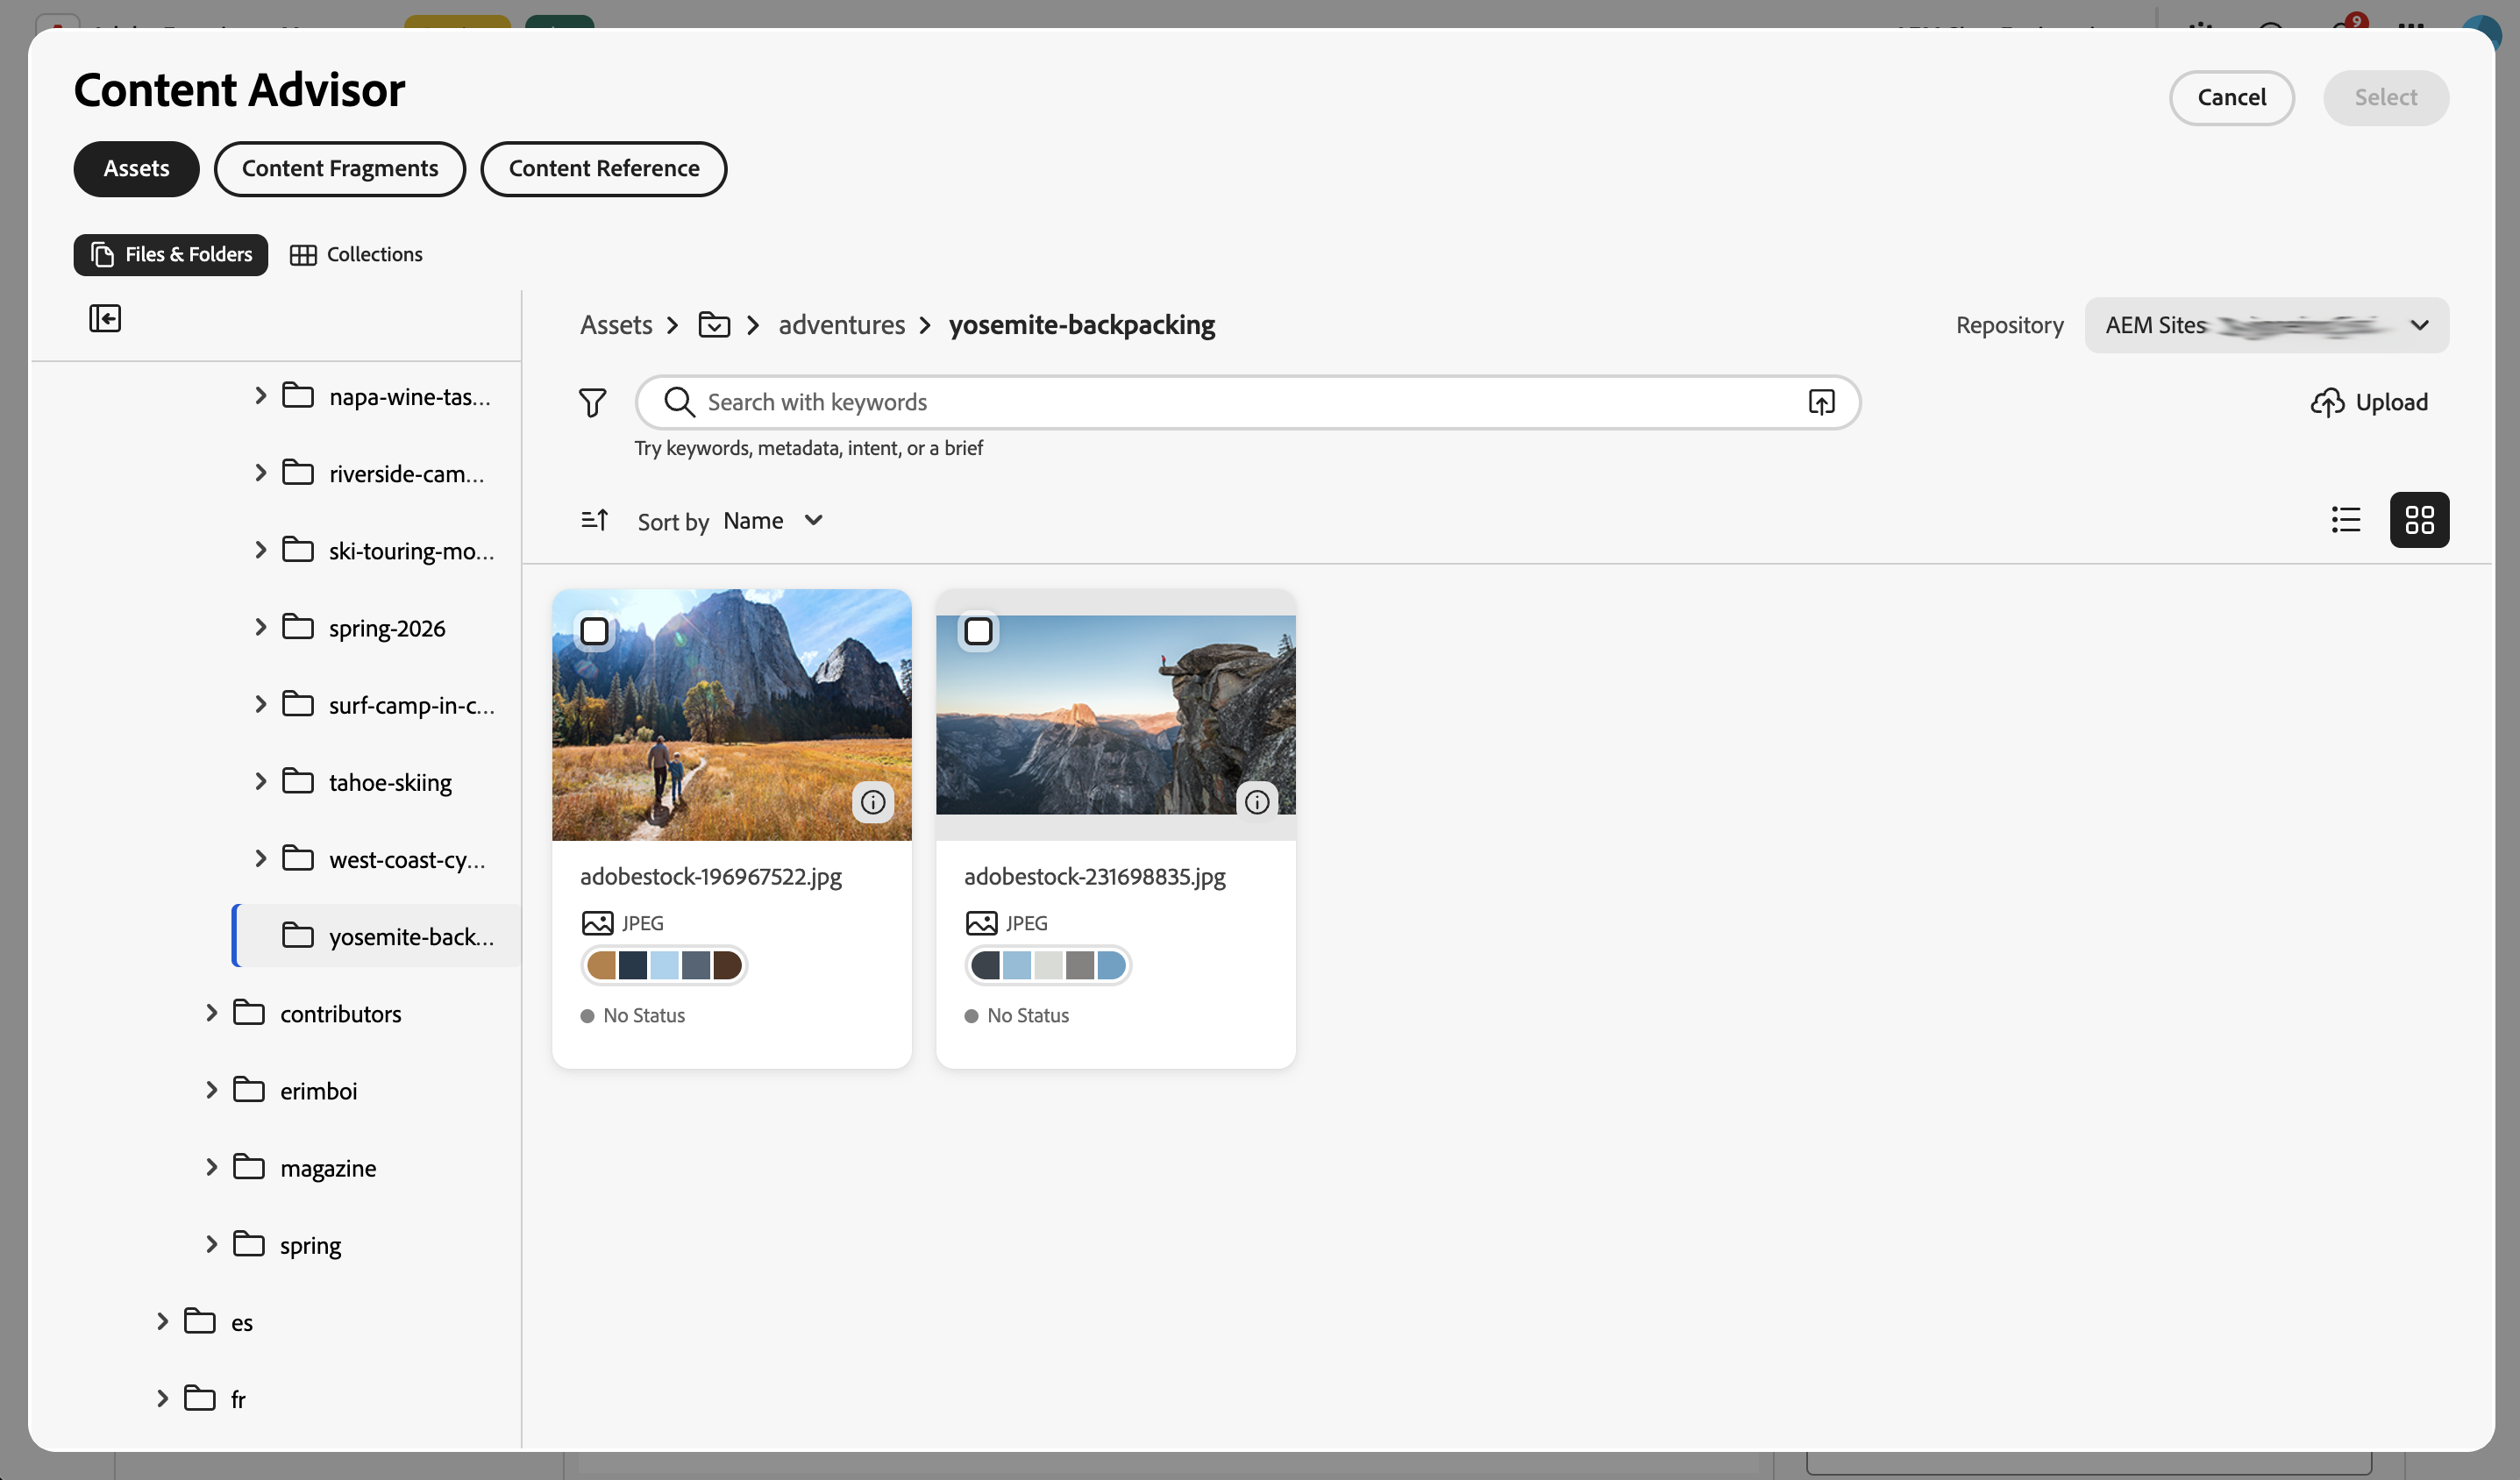 9
Content Advisor
Cancel
Select
Assets
Content Fragments
Content Reference
Files & Folders
Collections
Assets
adventures
yosemite-backpacking
Repository
AEM Sites
Search with keywords
Upload
Try keywords, metadata, intent, or a brief
Sort by Name
napa-wine-tas...
riverside-cam...
ski-touring-mo...
spring-2026
surf-camp-in-c...
tahoe-skiing
west-coast-cy...
yosemite-back...
contributors
erimboi
magazine
spring
es
fr
adobestock-196967522.jpg
JPEG
No Status
adobestock-231698835.jpg
JPEG
No Status